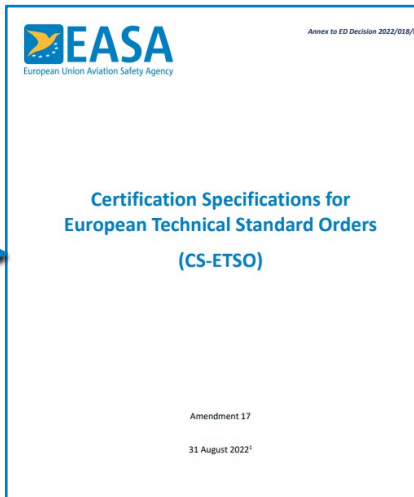 Annex to ED Decision 2022/018/
EASA
European Union Aviation Safety Agency
Certification Specifications for
European Technical Standard Orders
(CS-ETSO)
Amendment 17
31 August 2022¹